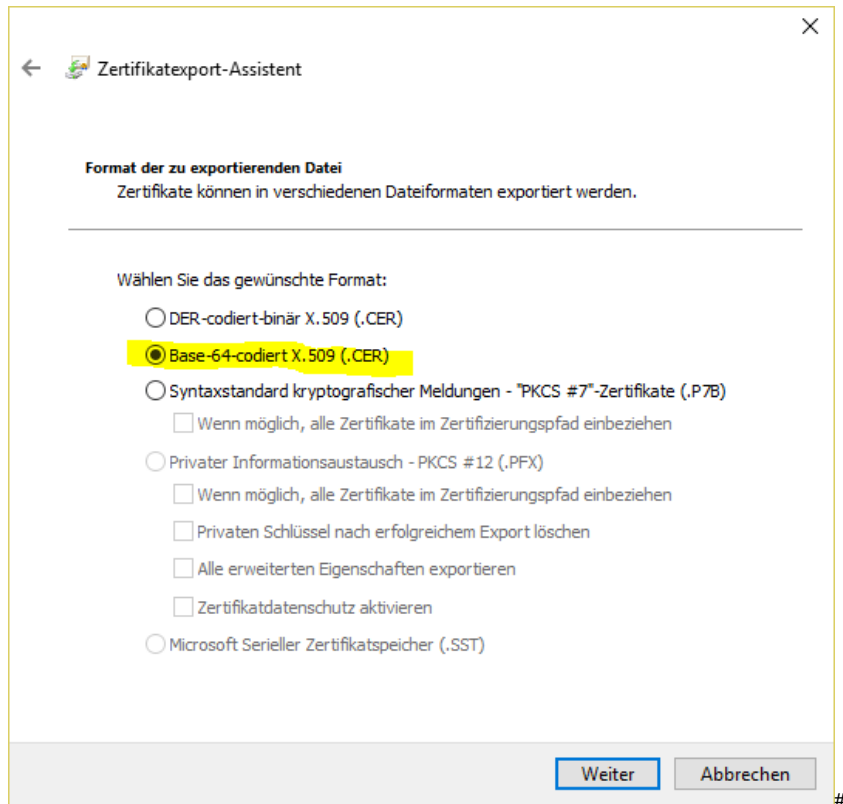 Zertifikatexport-Assistent
Format der zu exportierenden Datei
Zertifikate können in verschiedenen Dateiformaten exportiert werden.
Wählen Sie das gewünschte Format:
DER-codiert-binär X.509 (.CER)
Base-64-codiert X.509 (.CER)
Syntaxstandard kryptografischer Meldungen - "PKCS #7"-Zertifikate (.P7B)
Wenn möglich, alle Zertifikate im Zertifizierungspfad einbeziehen
Privater Informationsaustausch - PKCS #12 (.PFX)
Wenn möglich, alle Zertifikate im Zertifizierungspfad einbeziehen
Privaten Schlüssel nach erfolgreichem Export löschen
Alle erweiterten Eigenschaften exportieren
Zertifikatdatenschutz aktivieren
Microsoft Serieller Zertifikatspeicher (.SST)
Weiter Abbrechen
#